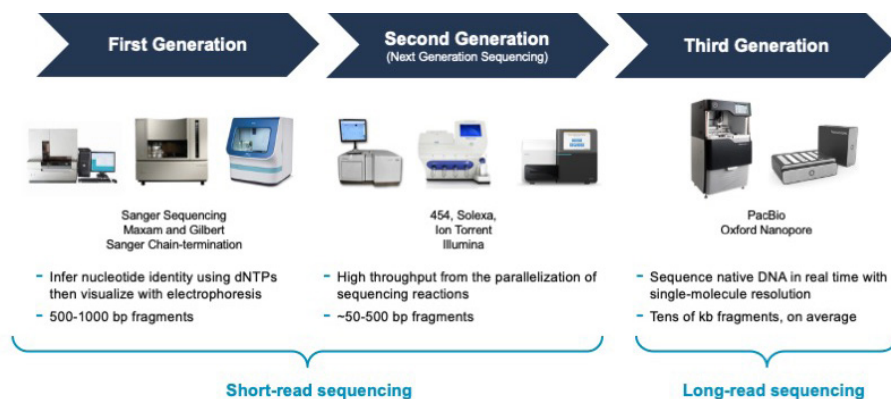 First Generation
Second Generation
(Next Generation Sequencing)
Third Generation
Sanger Sequencing
Maxam and Gilbert
Sanger Chain-termination
454, Solexa,
Ion Torrent
Illumina
PacBio
Oxford Nanopore
- Infer nucleotide identity using dNTPs
then visualize with electrophoresis
- 500-1000 bp fragments
- High throughput from the parallelization of
sequencing reactions
- ~50-500 bp fragments
- Sequence native DNA in real time with
single-molecule resolution
- Tens of kb fragments, on average
Short-read sequencing
Long-read sequencing